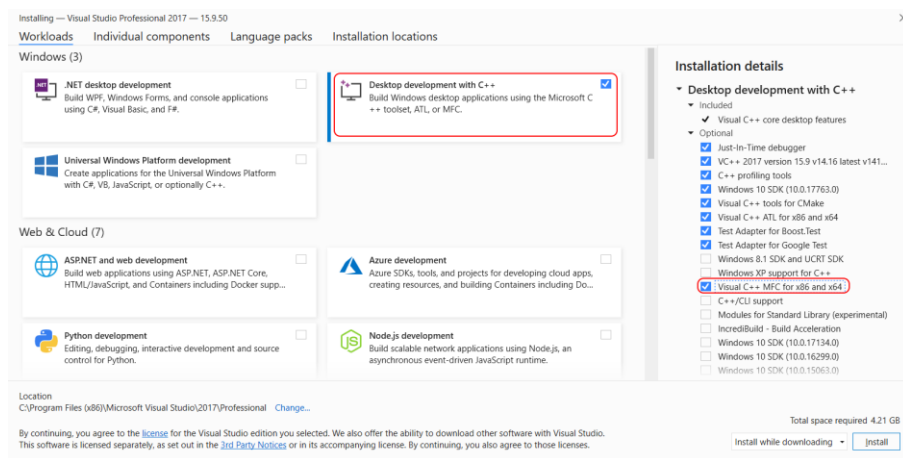 Installing — Visual Studio Professional 2017 — 15.9.50
Workloads Individual components Language packs Installation locations
Windows (3)
.NET desktop development
Build WPF, Windows Forms, and console applications
using C#, Visual Basic, and F#.
Desktop development with C++
Build Windows desktop applications using the Microsoft C
++ toolset, ATL, or MFC.
Universal Windows Platform development
Create applications for the Universal Windows Platform
with C#, VB, JavaScript, or optionally C++.
Web & Cloud (7)
ASP.NET and web development
Build web applications using ASP.NET, ASP.NET Core,
HTML/JavaScript, and Containers including Docker supp...
Azure development
Azure SDKs, tools, and projects for developing cloud apps,
creating resources, and building Containers including Do...
Python development
Editing, debugging, interactive development and source
control for Python.
Node.js development
Build scalable network applications using Node.js, an
asynchronous event-driven JavaScript runtime.
Installation details
Desktop development with C++
Included
Visual C++ core desktop features
Optional
Just-In-Time debugger
VC++ 2017 version 15.9 v14.16 latest v141...
C++ profiling tools
Windows 10 SDK (10.0.17763.0)
Visual C++ tools for CMake
Visual C++ ATL for x86 and x64
Test Adapter for Boost.Test
Test Adapter for Google Test
Windows 8.1 SDK and UCRT SDK
Windows XP support for C++
Visual C++ MFC for x86 and x64
C++/CLI support
Modules for Standard Library (experimental)
IncrediBuild - Build Acceleration
Windows 10 SDK (10.0.17134.0)
Windows 10 SDK (10.0.16299.0)
Windows 10 SDK (10.0.15063.0)
Location
C:\Program Files (x86)\Microsoft Visual Studio\2017\Professional Change...
By continuing, you agree to the license for the Visual Studio edition you selected. We also offer the ability to download other software with Visual Studio.
This software is licensed separately, as set out in the 3rd Party Notices or in its accompanying license. By continuing, you also agree to those licenses.
Total space required 4.21 GB
Install while downloading Install